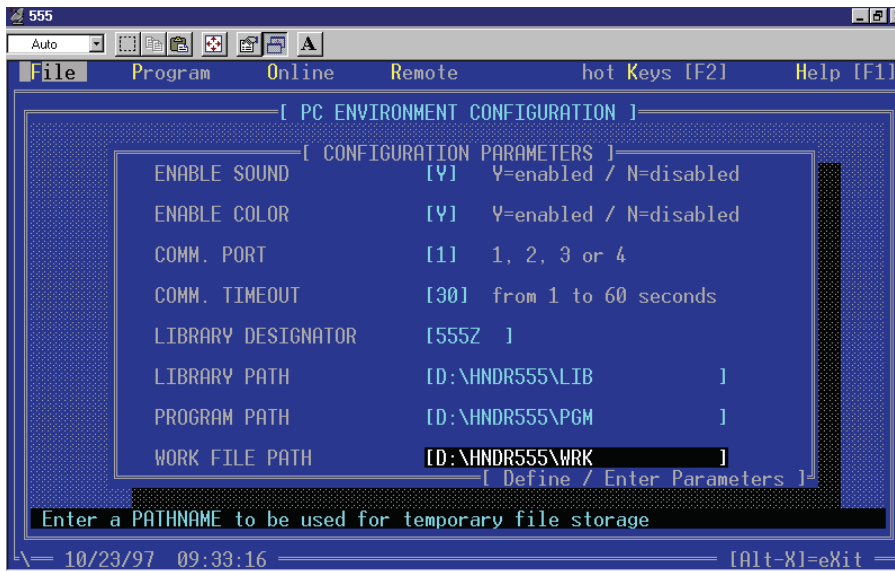 555
Auto A
File Program Online Remote hot Keys [F2] Help [F1]
[ PC ENVIRONMENT CONFIGURATION ]
[ CONFIGURATION PARAMETERS ]
ENABLE SOUND [Y] Y=enabled / N=disabled
ENABLE COLOR [Y] Y=enabled / N=disabled
COMM. PORT [1] 1, 2, 3 or 4
COMM. TIMEOUT [30] from 1 to 60 seconds
LIBRARY DESIGNATOR [555Z ]
LIBRARY PATH [D:\HNDR555\LIB ]
PROGRAM PATH [D:\HNDR555\PGM ]
WORK FILE PATH [D:\HNDR555\WRK ]
[ Define / Enter Parameters ]
Enter a PATHNAME to be used for temporary file storage
10/23/97 09:33:16 [Alt-X]=eXit